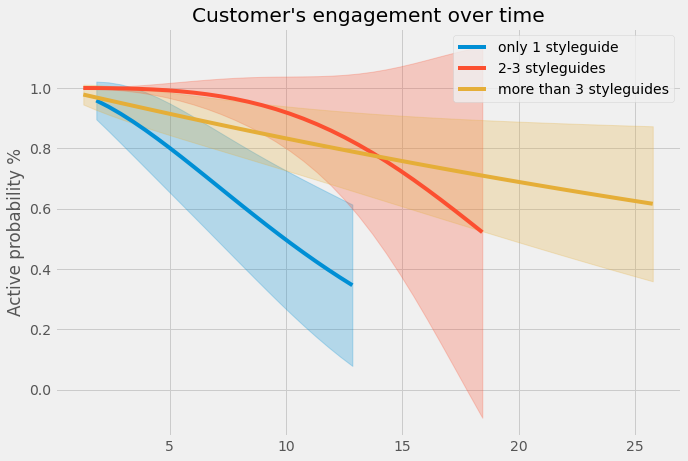 Customer's engagement over time
only 1 styleguide
2-3 styleguides
more than 3 styleguides
Active probability %
1.0
0.8
0.6
0.4
0.2
0.0
5
10
15
20
25